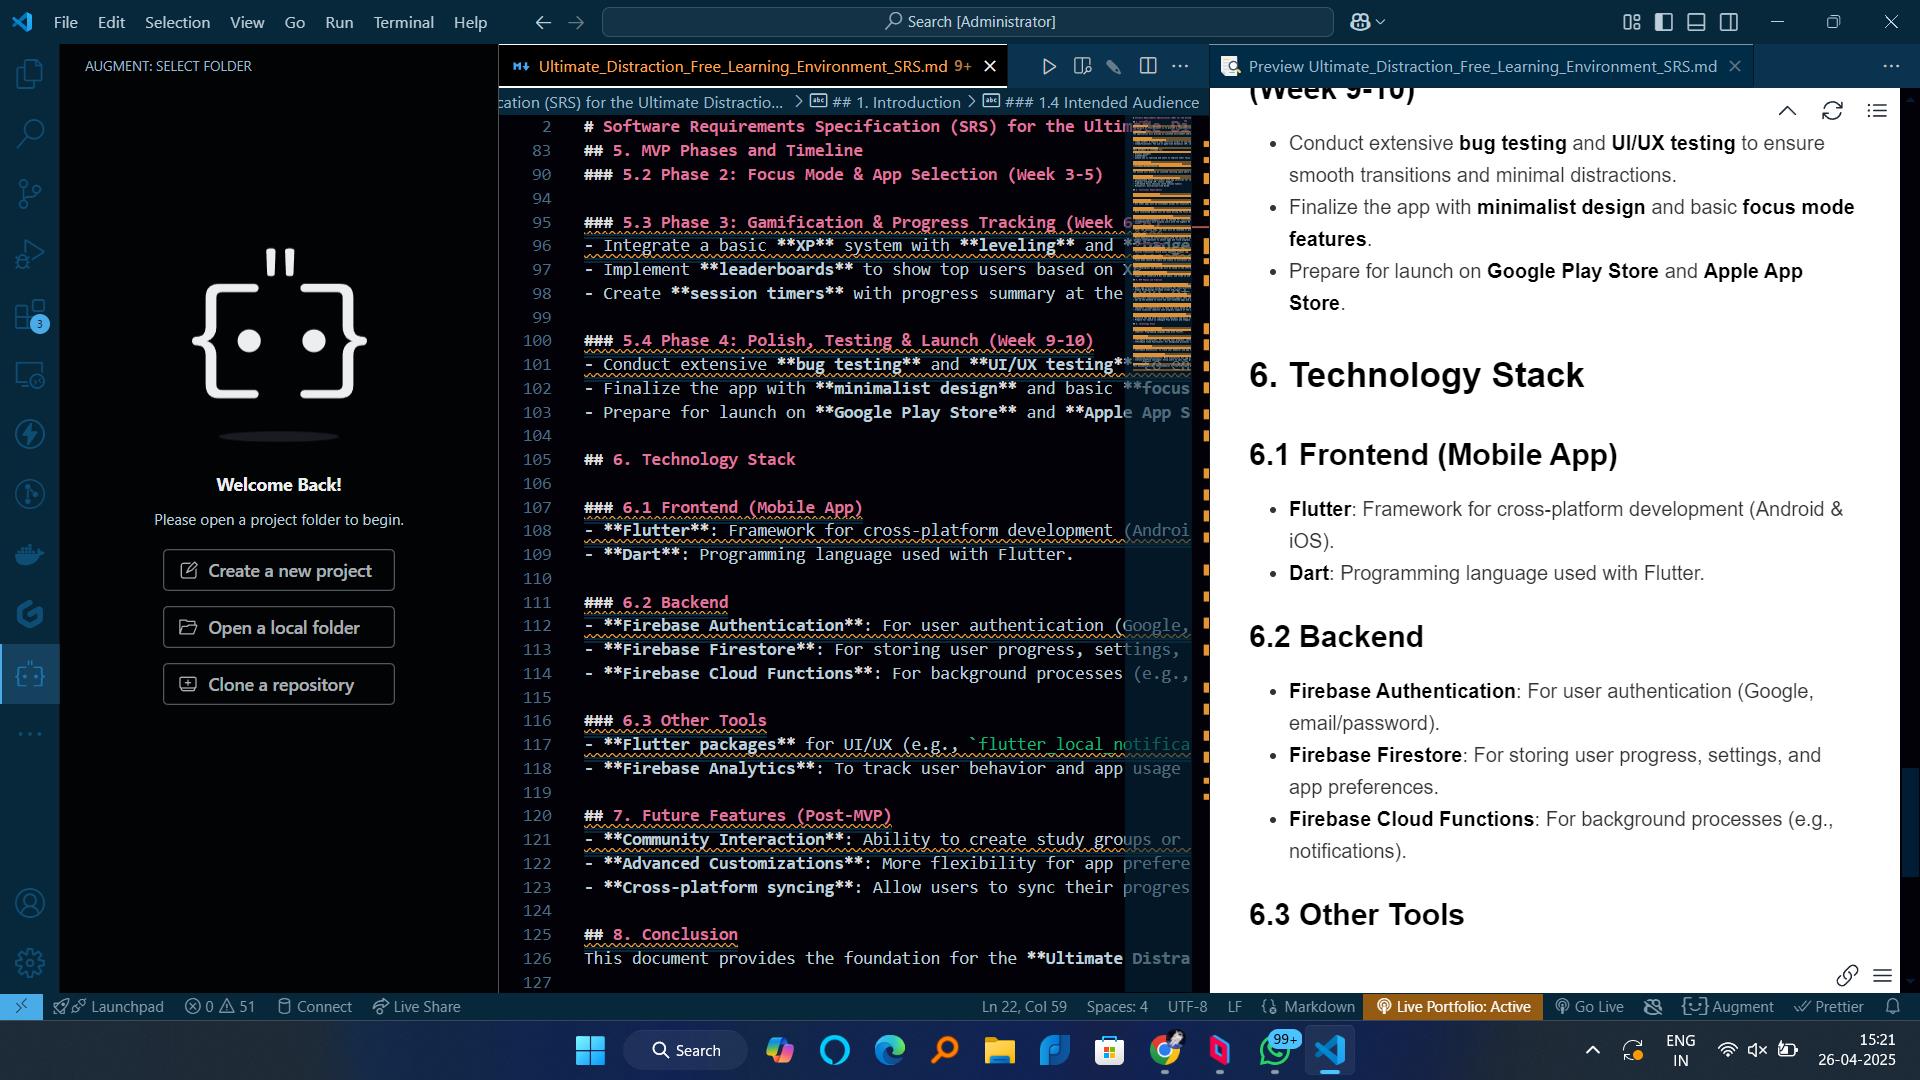 File Edit Selection View Go Run Terminal Help
Search [Administrator]
AUGMENT: SELECT FOLDER
Welcome Back!
Please open a project folder to begin.
Create a new project
Open a local folder
Clone a repository
3
Ultimate_Distraction_Free_Learning_Environment_SRS.md 9+
cation (SRS) for the Ultimate Distractio... > ## 1. Introduction > ### 1.4 Intended Audience
2 # Software Requirements Specification (SRS) for the Ultim
83 ## 5. MVP Phases and Timeline
90 ### 5.2 Phase 2: Focus Mode & App Selection (Week 3-5)
94
95 ### 5.3 Phase 3: Gamification & Progress Tracking (Week 6
96 - Integrate a basic **XP** system with **leveling** and **badge
97 - Implement **leaderboards** to show top users based on X
98 - Create **session timers** with progress summary at the
99
100 ### 5.4 Phase 4: Polish, Testing & Launch (Week 9-10)
101 - Conduct extensive **bug testing** and **UI/UX testing**
102 - Finalize the app with **minimalist design** and basic **focus
103 - Prepare for launch on **Google Play Store** and **Apple App S
104
105 ## 6. Technology Stack
106
107 ### 6.1 Frontend (Mobile App)
108 - **Flutter**: Framework for cross-platform development (Androi
109 - **Dart**: Programming language used with Flutter.
110
111 ### 6.2 Backend
112 - **Firebase Authentication**: For user authentication (Google,
113 - **Firebase Firestore**: For storing user progress, settings,
114 - **Firebase Cloud Functions**: For background processes (e.g.,
115
116 ### 6.3 Other Tools
117 - **Flutter packages** for UI/UX (e.g., `flutter_local_notifica
118 - **Firebase Analytics**: To track user behavior and app usage
119
120 ## 7. Future Features (Post-MVP)
121 - **Community Interaction**: Ability to create study groups or
122 - **Advanced Customizations**: More flexibility for app prefere
123 - **Cross-platform syncing**: Allow users to sync their progres
124
125 ## 8. Conclusion
126 This document provides the foundation for the **Ultimate Distra
127
Preview Ultimate_Distraction_Free_Learning_Environment_SRS.md
(Week 9-10)
• Conduct extensive bug testing and UI/UX testing to ensure
smooth transitions and minimal distractions.
• Finalize the app with minimalist design and basic focus mode
features.
• Prepare for launch on Google Play Store and Apple App
Store.
6. Technology Stack
6.1 Frontend (Mobile App)
• Flutter: Framework for cross-platform development (Android &
iOS).
• Dart: Programming language used with Flutter.
6.2 Backend
• Firebase Authentication: For user authentication (Google,
email/password).
• Firebase Firestore: For storing user progress, settings, and
app preferences.
• Firebase Cloud Functions: For background processes (e.g.,
notifications).
6.3 Other Tools
Launchpad 0 51 Connect Live Share
Ln 22, Col 59 Spaces: 4 UTF-8 LF Markdown Live Portfolio: Active Go Live Augment Prettier
Search
99+
ENG
IN
15:21
26-04-2025